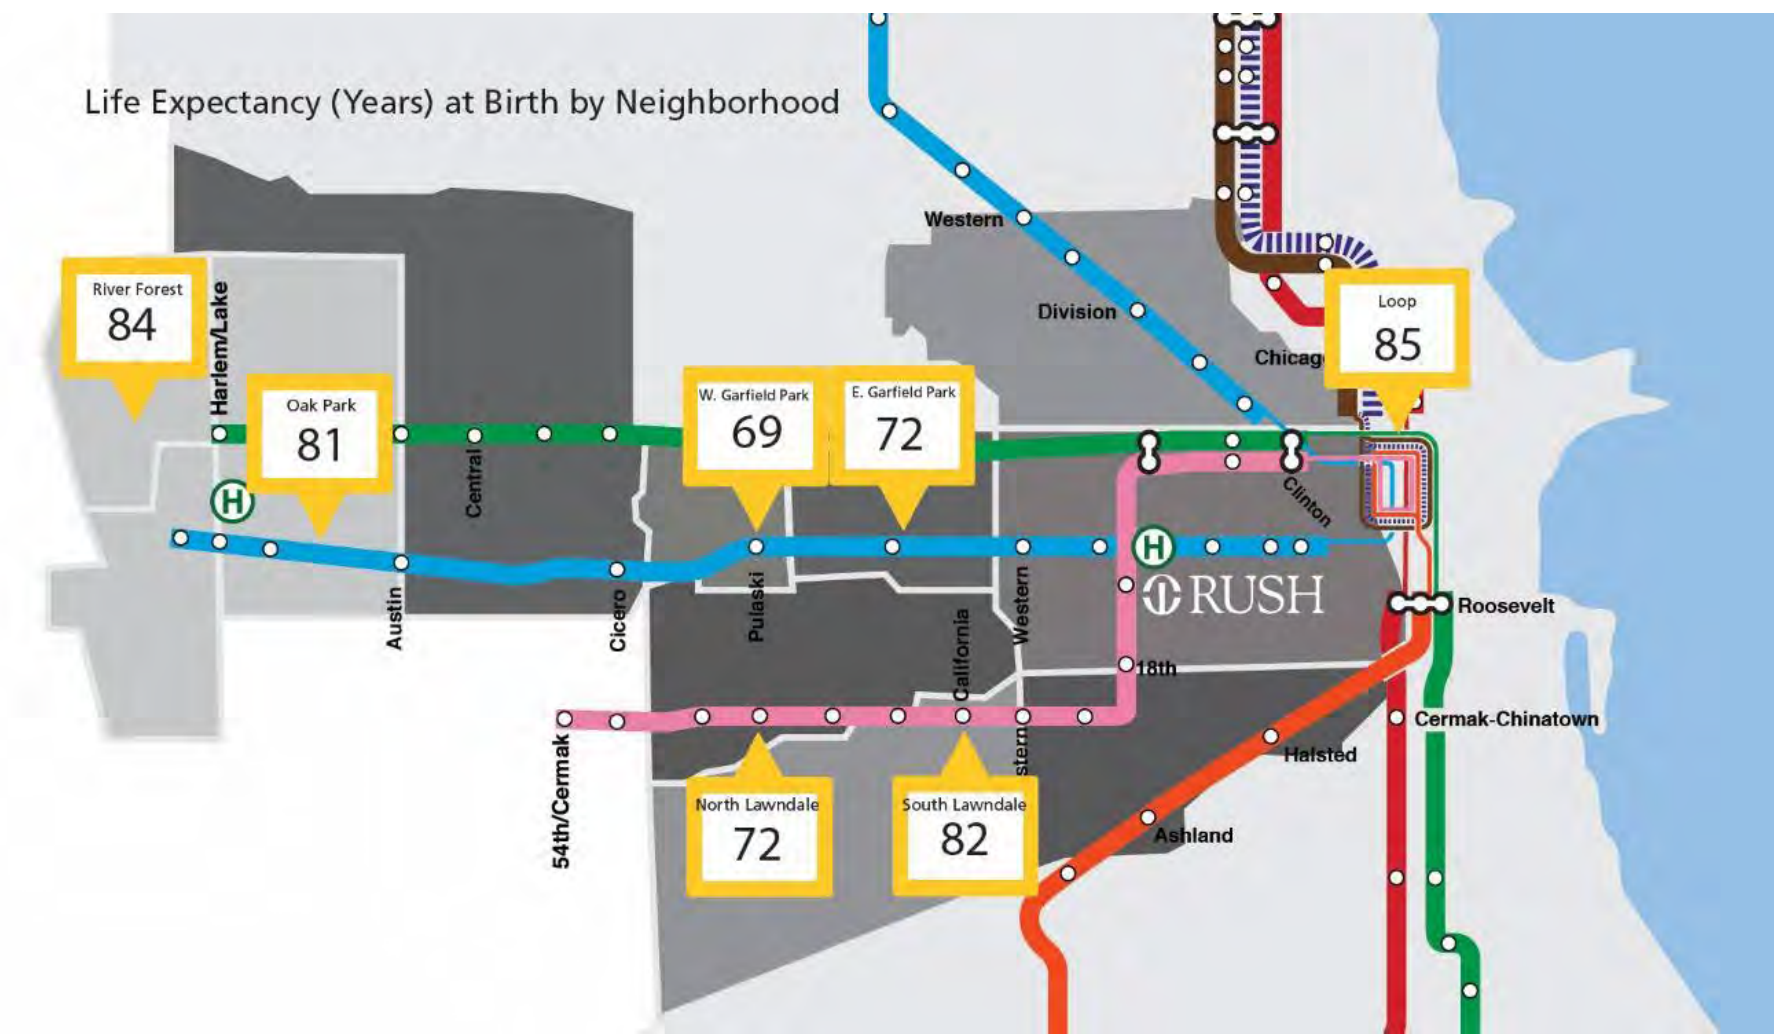 Life Expectancy (Years) at Birth by Neighborhood
Western
River Forest
84
Harlem/Lake
Division
Loop
85
Chicag
Oak Park
81
W. Garfield Park
69
E. Garfield Park
72
Central
Clinton
H
H
RUSH
Austin
Cicero
Pulaski
California
Western
Roosevelt
18th
Cermak-Chinatown
54th/Cermak
stern
Halsted
North Lawndale
72
South Lawndale
82
Ashland